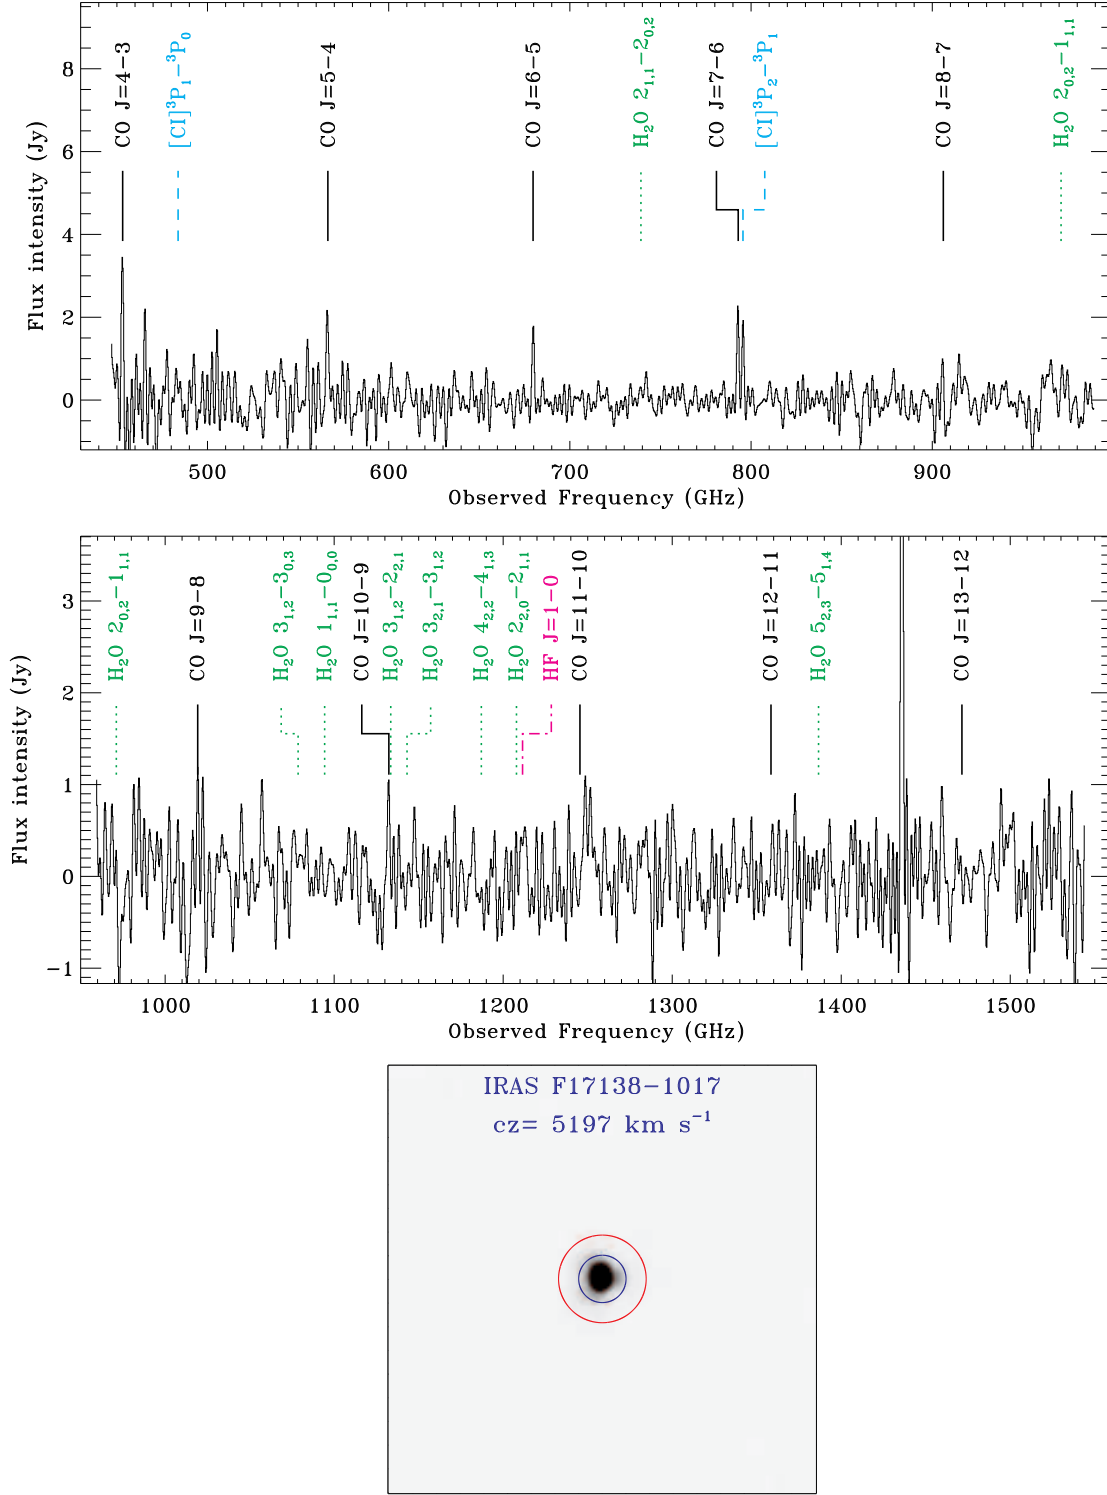 CO J=4−3
[CI]³P₁−³P₀
CO J=5−4
CO J=6−5
H₂O 2₁,₁−2₀,₂
CO J=7−6
[CI]³P₂−³P₁
CO J=8−7
H₂O 2₀,₂−1₁,₁
Flux intensity (Jy)
8
6
4
2
0
500 600 700 800 900
Observed Frequency (GHz)
H₂O 2₀,₂−1₁,₁
CO J=9−8
H₂O 3₁,₂−3₀,₃
H₂O 1₁,₁−0₀,₀
CO J=10−9
H₂O 3₁,₂−2₂,₁
H₂O 3₂,₁−3₁,₂
H₂O 4₂,₂−4₁,₃
H₂O 2₂,₀−2₁,₁
HF J=1−0
CO J=11−10
CO J=12−11
H₂O 5₂,₃−5₁,₄
CO J=13−12
Flux intensity (Jy)
3
2
1
0
−1
1000 1100 1200 1300 1400 1500
Observed Frequency (GHz)
IRAS F17138−1017
cz= 5197 km s⁻¹